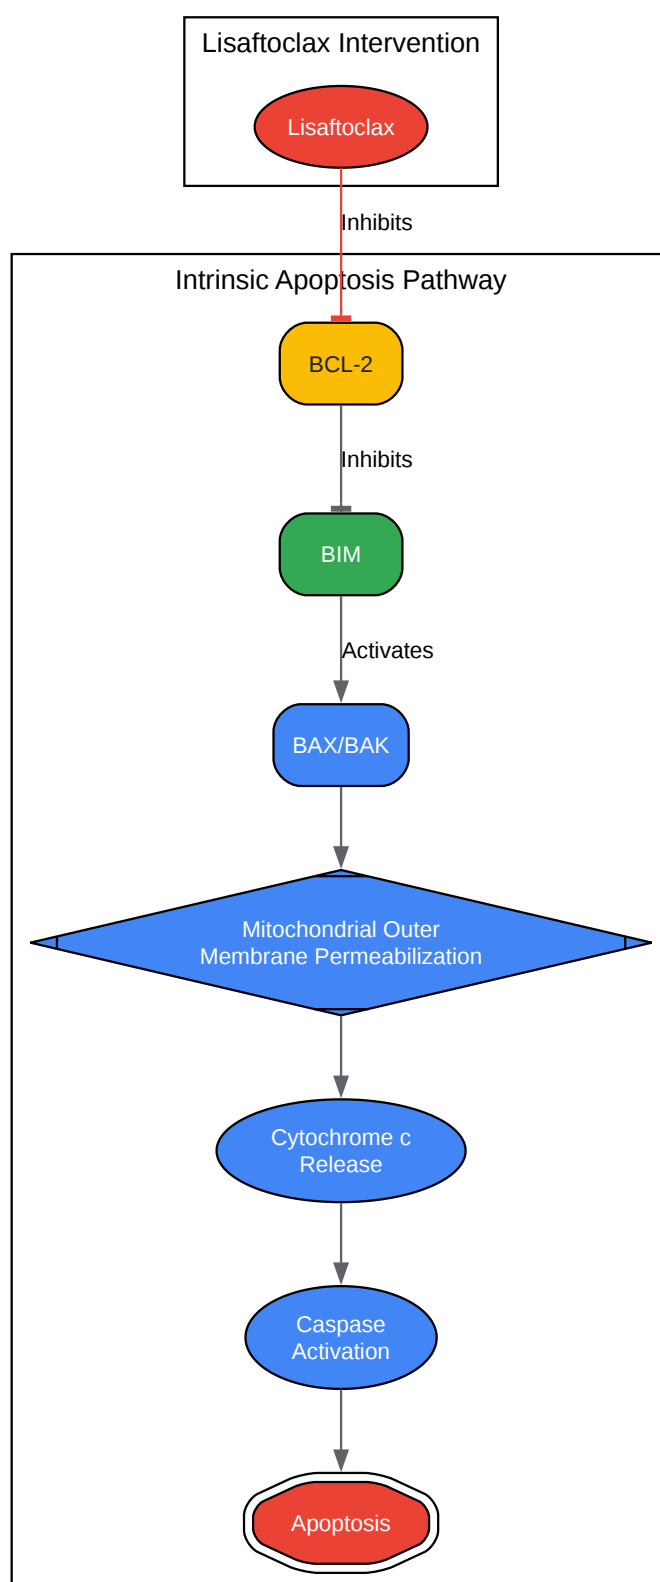 Lisaftoclax Intervention
Lisaftoclax
Inhibits
Intrinsic Apoptosis Pathway
BCL-2
Inhibits
BIM
Activates
BAX/BAK
Mitochondrial Outer
Membrane Permeabilization
Cytochrome c
Release
Caspase
Activation
Apoptosis